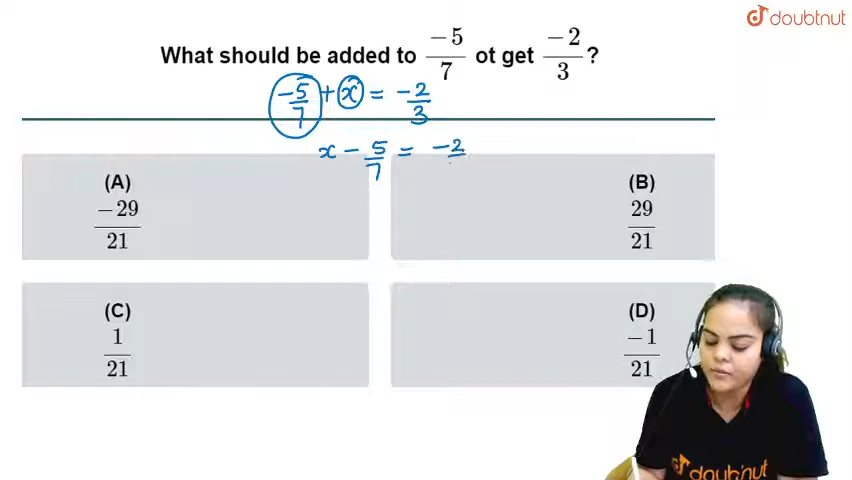 doubtnut
What should be added to -5/7 ot get -2/3 ?
-5/7 + x = -2/3
x - 5/7 = -2
(A)
-29/21
(B)
29/21
(C)
1/21
(D)
-1/21
doubtnut